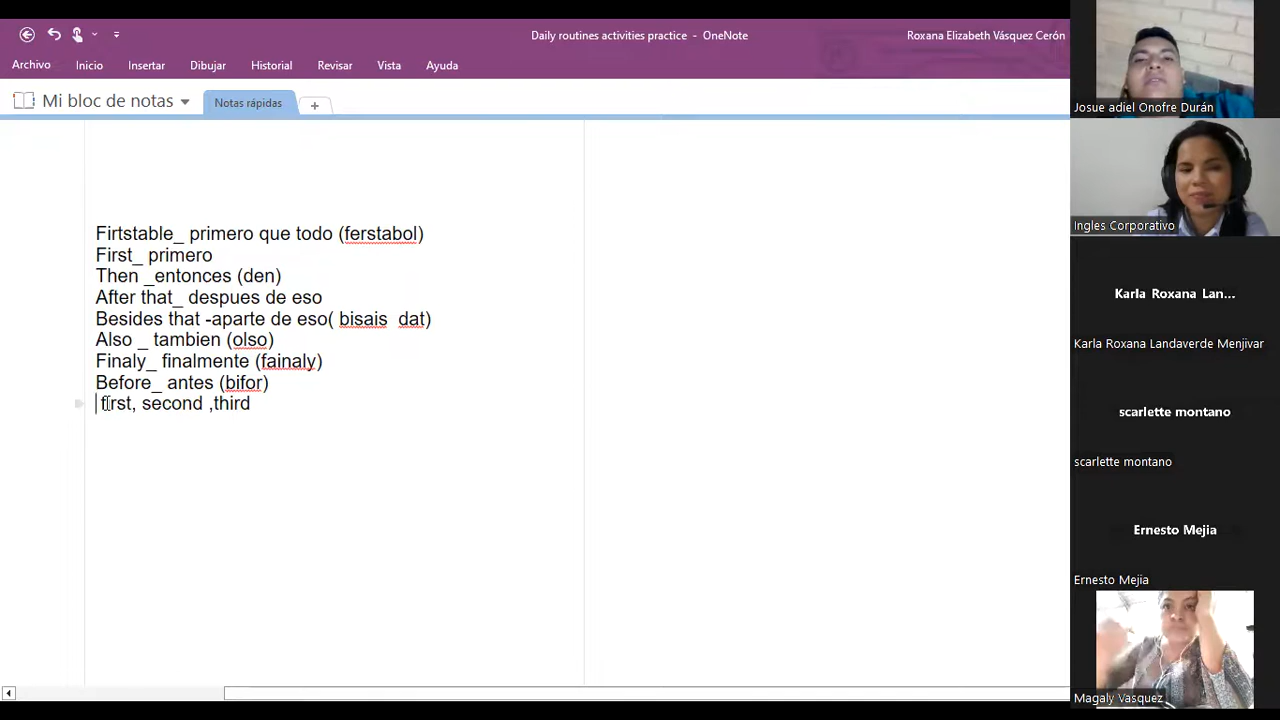 Daily routines activities practice - OneNote
Roxana Elizabeth Vásquez Cerón
Archivo Inicio Insertar Dibujar Historial Revisar Vista Ayuda
Mi bloc de notas
Notas rápidas
Firtstable_ primero que todo (ferstabol)
First_ primero
Then _entonces (den)
After that_ despues de eso
Besides that -aparte de eso( bisais dat)
Also _ tambien (olso)
Finaly_ finalmente (fainaly)
Before_ antes (bifor)
first, second ,third
Josue adiel Onofre Durán
Ingles Corporativo
Karla Roxana Lan...
Karla Roxana Landaverde Menjivar
scarlette montano
scarlette montano
Ernesto Mejia
Ernesto Mejia
Magaly Vasquez